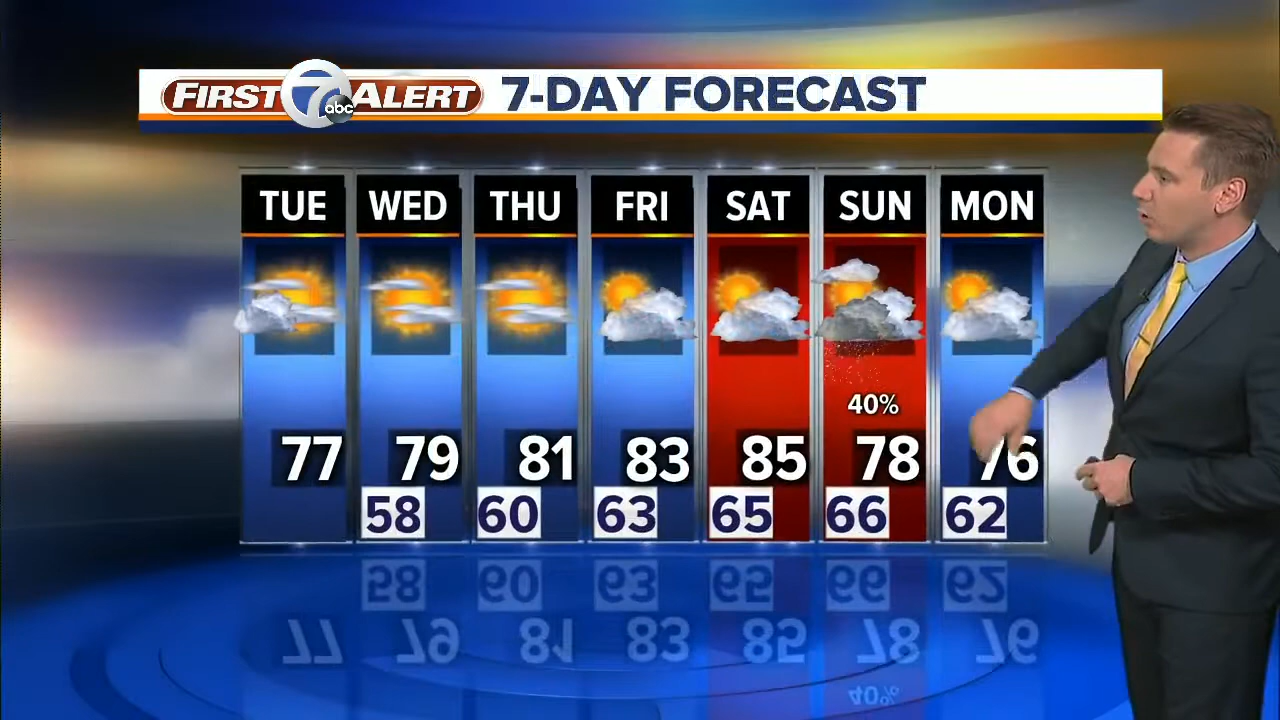 FIRST 7 abc ALERT 7-DAY FORECAST
TUE WED THU FRI SAT SUN MON
40%
77 79 81 83 85 78 76
58 60 63 65 66 62